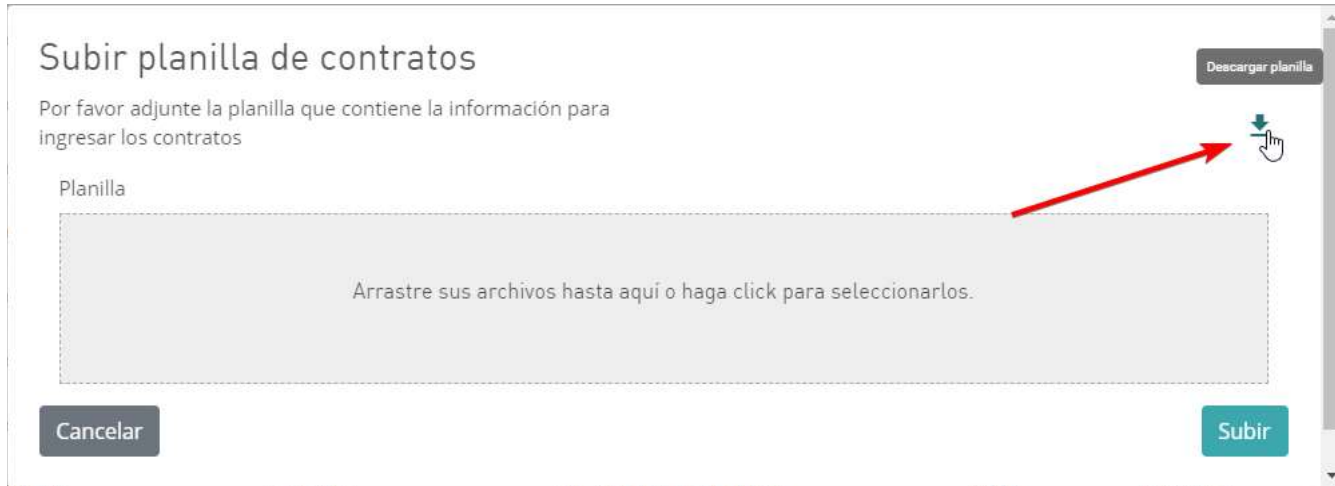 Subir planilla de contratos
Descargar planilla
Por favor adjunte la planilla que contiene la información para
ingresar los contratos
Planilla
Arrastre sus archivos hasta aquí o haga click para seleccionarlos.
Cancelar
Subir